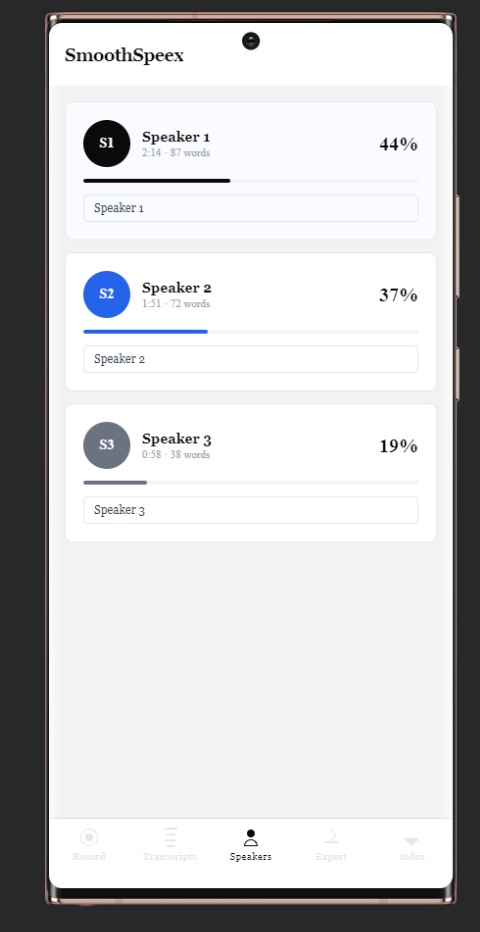 SmoothSpeex
S1
Speaker 1
2:14 · 87 words
44%
Speaker 1
S2
Speaker 2
1:51 · 72 words
37%
Speaker 2
S3
Speaker 3
0:58 · 38 words
19%
Speaker 3
Record
Transcripts
Speakers
Export
index